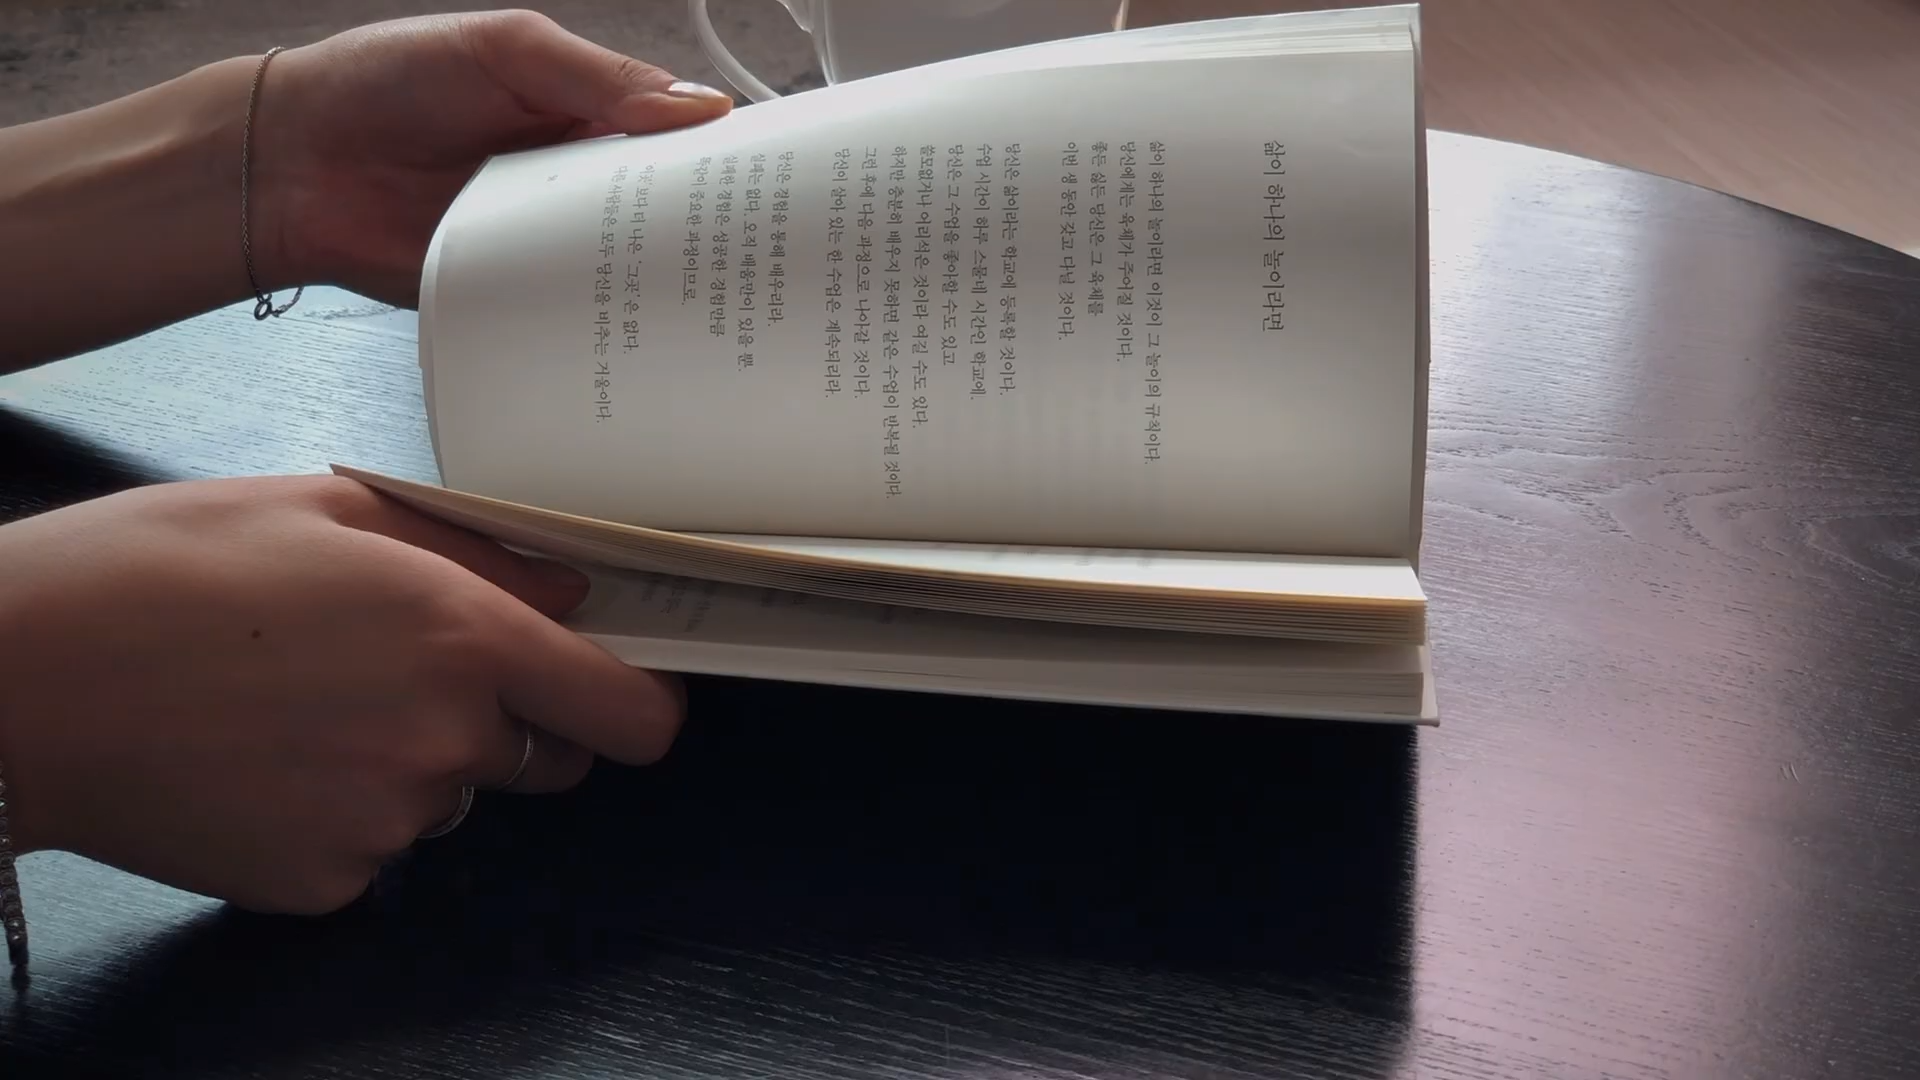 삶이 하나의 놀이라면
삶이 하나의 놀이라면 이것이 그 놀이의 규칙이다.
당신에게는 육체가 주어질 것이다.
좋든 싫든 당신은 그 육체를
이번 생 동안 갖고 다닐 것이다.
당신은 삶이라는 학교에 등록할 것이다.
수업 시간이 하루 스물네 시간인 학교에.
당신은 그 수업을 좋아할 수도 있고
쓸모없거나 어리석은 것이라 여길 수도 있다.
하지만 충분히 배우지 못하면 같은 수업이 반복될 것이다.
그런 후에 다음 과정으로 나아갈 것이다.
당신이 살아 있는 한 수업은 계속되리라.
당신은 경험을 통해 배우리라.
실패는 없다. 오직 배움만이 있을 뿐.
실패한 경험은 성공한 경험만큼
똑같이 중요한 과정이므로.
'이곳'보다 더 나은 '그곳'은 없다.
다른 사람들은 모두 당신을 비추는 거울이다.